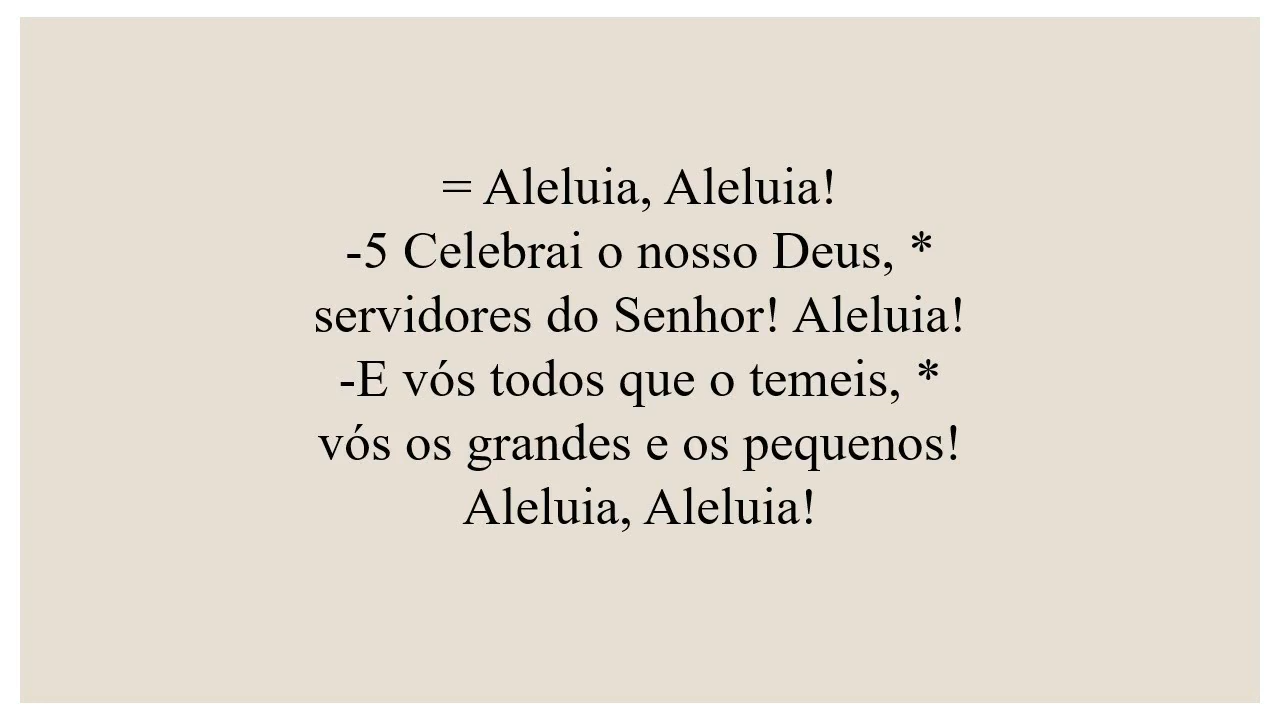 = Aleluia, Aleluia!
-5 Celebrai o nosso Deus, *
servidores do Senhor! Aleluia!
-E vós todos que o temeis, *
vós os grandes e os pequenos!
Aleluia, Aleluia!